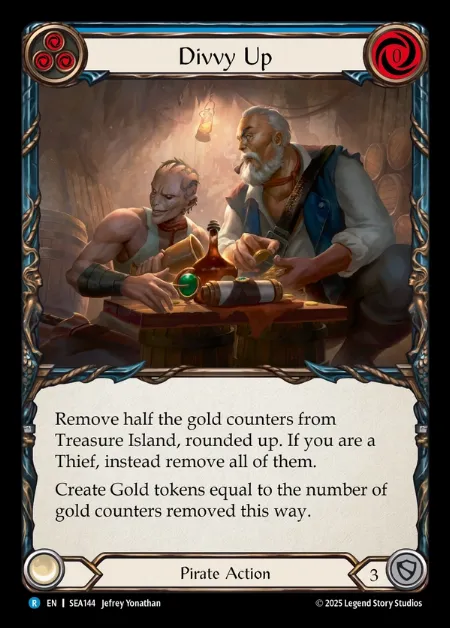 Divvy Up
0
Remove half the gold counters from
Treasure Island, rounded up. If you are a
Thief, instead remove all of them.
Create Gold tokens equal to the number of
gold counters removed this way.
Pirate Action
3
R EN | SEA144 Jefrey Yonathan © 2025 Legend Story Studios